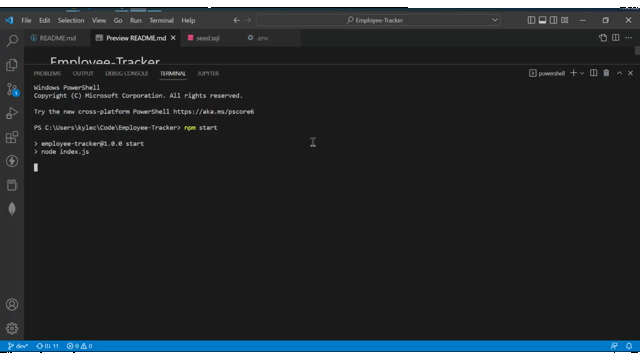 File Edit Selection View Go Run Terminal Help
Employee-Tracker
README.md Preview README.md seed.sql .env
Employee-Tracker
PROBLEMS OUTPUT DEBUG CONSOLE TERMINAL JUPYTER
powershell
Windows PowerShell
Copyright (C) Microsoft Corporation. All rights reserved.
Try the new cross-platform PowerShell https://aka.ms/pscore6
PS C:\Users\kylec\Code\Employee-Tracker> npm start
> employee-tracker@1.0.0 start
> node index.js
dev* 0↓ 1↑ 0 0